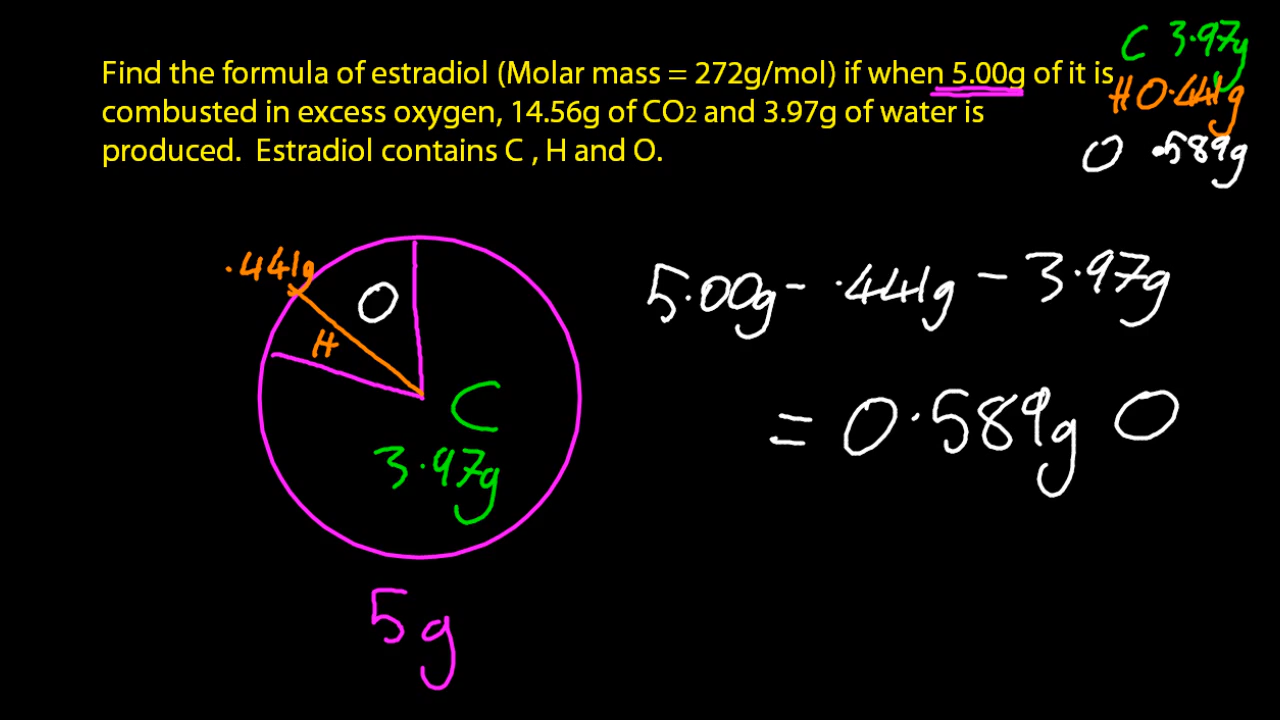 Find the formula of estradiol (Molar mass = 272g/mol) if when 5.00g of it is
combusted in excess oxygen, 14.56g of CO2 and 3.97g of water is
produced. Estradiol contains C , H and O.
C 3.97g
H 0.441g
O .589g
.441g
O
H
C
3.97g
5g
5.00g - .441g - 3.97g
= 0.589g O